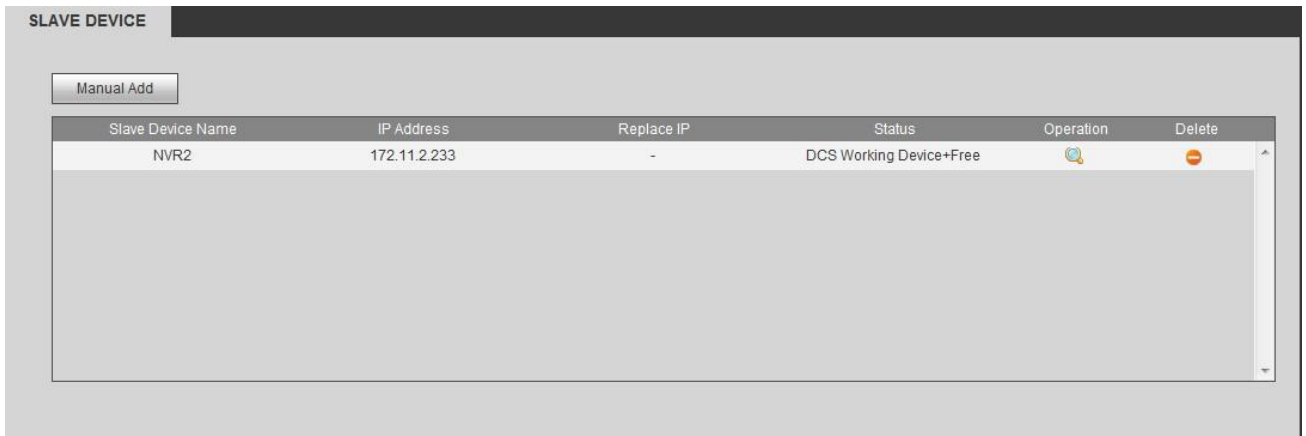 SLAVE DEVICE
Manual Add
Slave Device Name IP Address Replace IP Status Operation Delete
NVR2 172.11.2.233 - DCS Working Device+Free